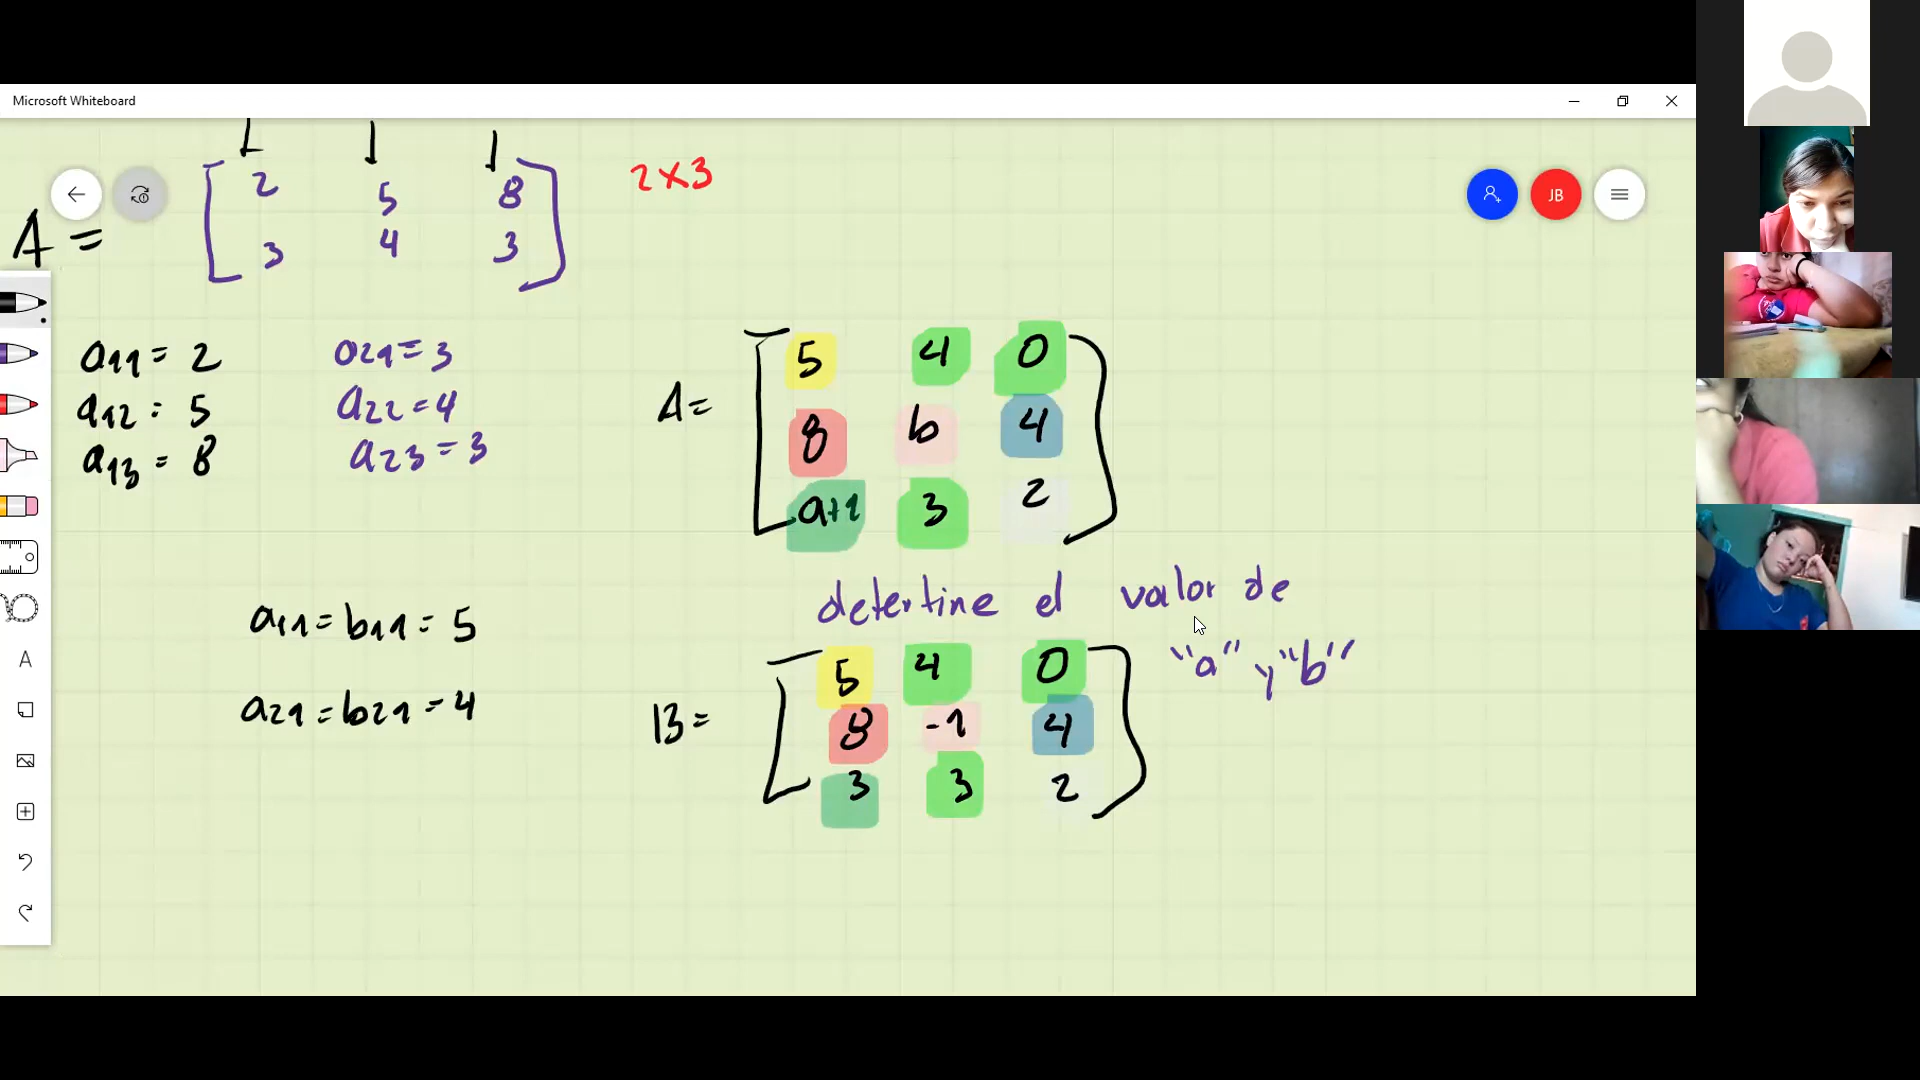 Microsoft Whiteboard
A =
2 5 8
3 4 3
2x3
JB
a11 = 2
a12 = 5
a13 = 8
a21 = 3
a22 = 4
a23 = 3
A=
5 4 0
8 b 4
a+1 3 2
determine el valor de
"a" y "b"
a11 = b11 = 5
a21 = b21 = 4
B=
5 4 0
8 -1 4
3 3 2
A